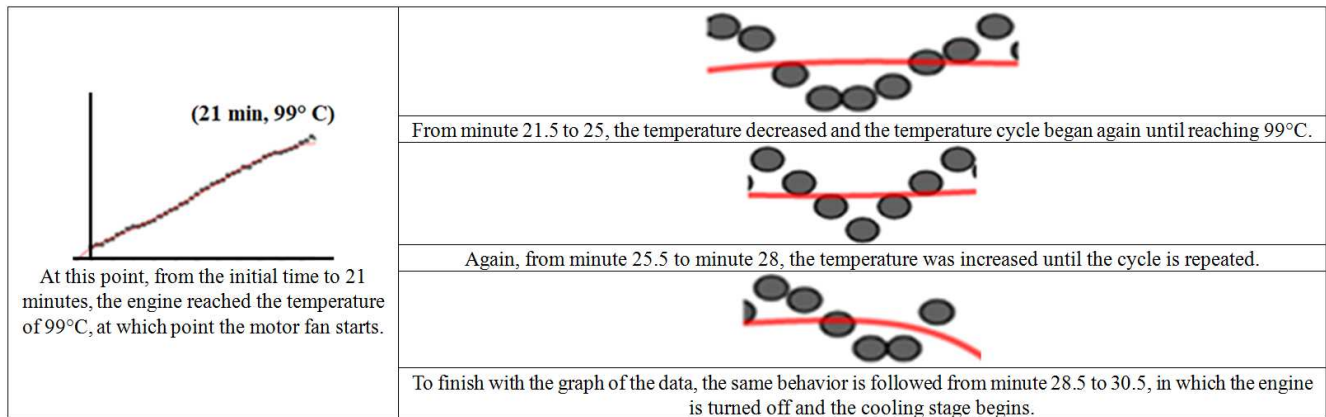 (21 min, 99° C)
At this point, from the initial time to 21
minutes, the engine reached the temperature
of 99°C, at which point the motor fan starts.
From minute 21.5 to 25, the temperature decreased and the temperature cycle began again until reaching 99°C.
Again, from minute 25.5 to minute 28, the temperature was increased until the cycle is repeated.
To finish with the graph of the data, the same behavior is followed from minute 28.5 to 30.5, in which the engine
is turned off and the cooling stage begins.